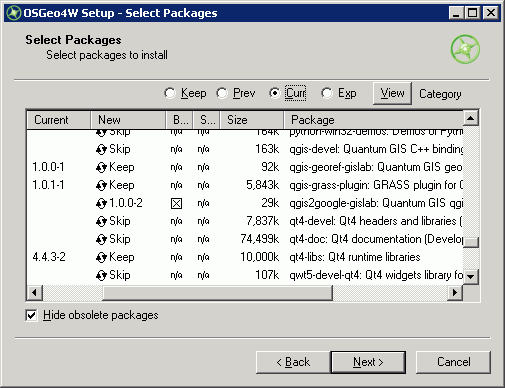 OSGeo4W Setup - Select Packages
Select Packages
Select packages to install
Keep Prev Curr Exp View Category
Current New B... S... Size Package
Skip n/a n/a 164k python-win32-demos: Demos of Pyth
Skip n/a n/a 163k qgis-devel: Quantum GIS C++ binding
1.0.0-1 Keep n/a n/a 92k qgis-georef-gislab: Quantum GIS geo
1.0.1-1 Keep n/a n/a 5,843k qgis-grass-plugin: GRASS plugin for
1.0.0-2 n/a 29k qgis2google-gislab: Quantum GIS qgi
Skip n/a n/a 7,837k qt4-devel: Qt4 headers and libraries (
Skip n/a n/a 74,499k qt4-doc: Qt4 documentation (Develo
4.4.3-2 Keep n/a n/a 10,000k qt4-libs: Qt4 runtime libraries
Skip n/a n/a 107k qwt5-devel-qt4: Qt4 widgets library fo
Hide obsolete packages
< Back Next > Cancel